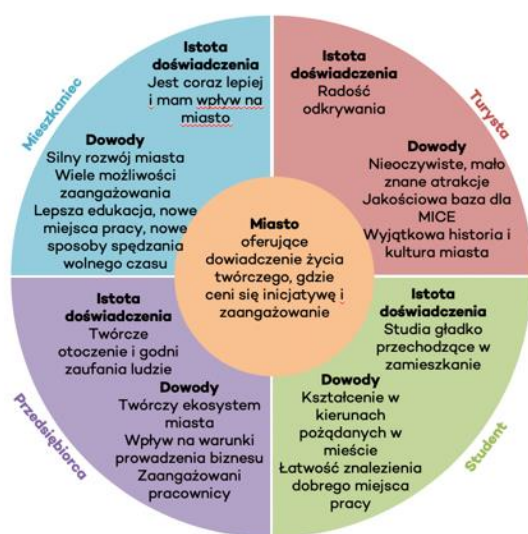 Mieszkaniec
Istota
doświadczenia
Jest coraz lepiej
i mam wpływ na
miasto
Dowody
Silny rozwój miasta
Wiele możliwości
zaangażowania
Lepsza edukacja, nowe
miejsca pracy, nowe
sposoby spędzania
wolnego czasu
Turysta
Istota
doświadczenia
Radość
odkrywania
Dowody
Nieoczywiste, mało
znane atrakcje
Jakościowa baza dla
MICE
Wyjątkowa historia i
kultura miasta
Miasto
oferujące
dowiadczenie życia
twórczego, gdzie
ceni się inicjatywę i
zaangażowanie
Przedsiębiorca
Istota
doświadczenia
Twórcze
otoczenie i godni
zaufania ludzie
Dowody
Twórczy ekosystem
miasta
Wpływ na warunki
prowadzenia biznesu
Zaangażowani
pracownicy
Student
Istota
doświadczenia
Studia gładko
przechodzące w
zamieszkanie
Dowody
Kształcenie w
kierunach
pożądanych w
mieście
Łatwość znalezienia
dobrego miejsca
pracy